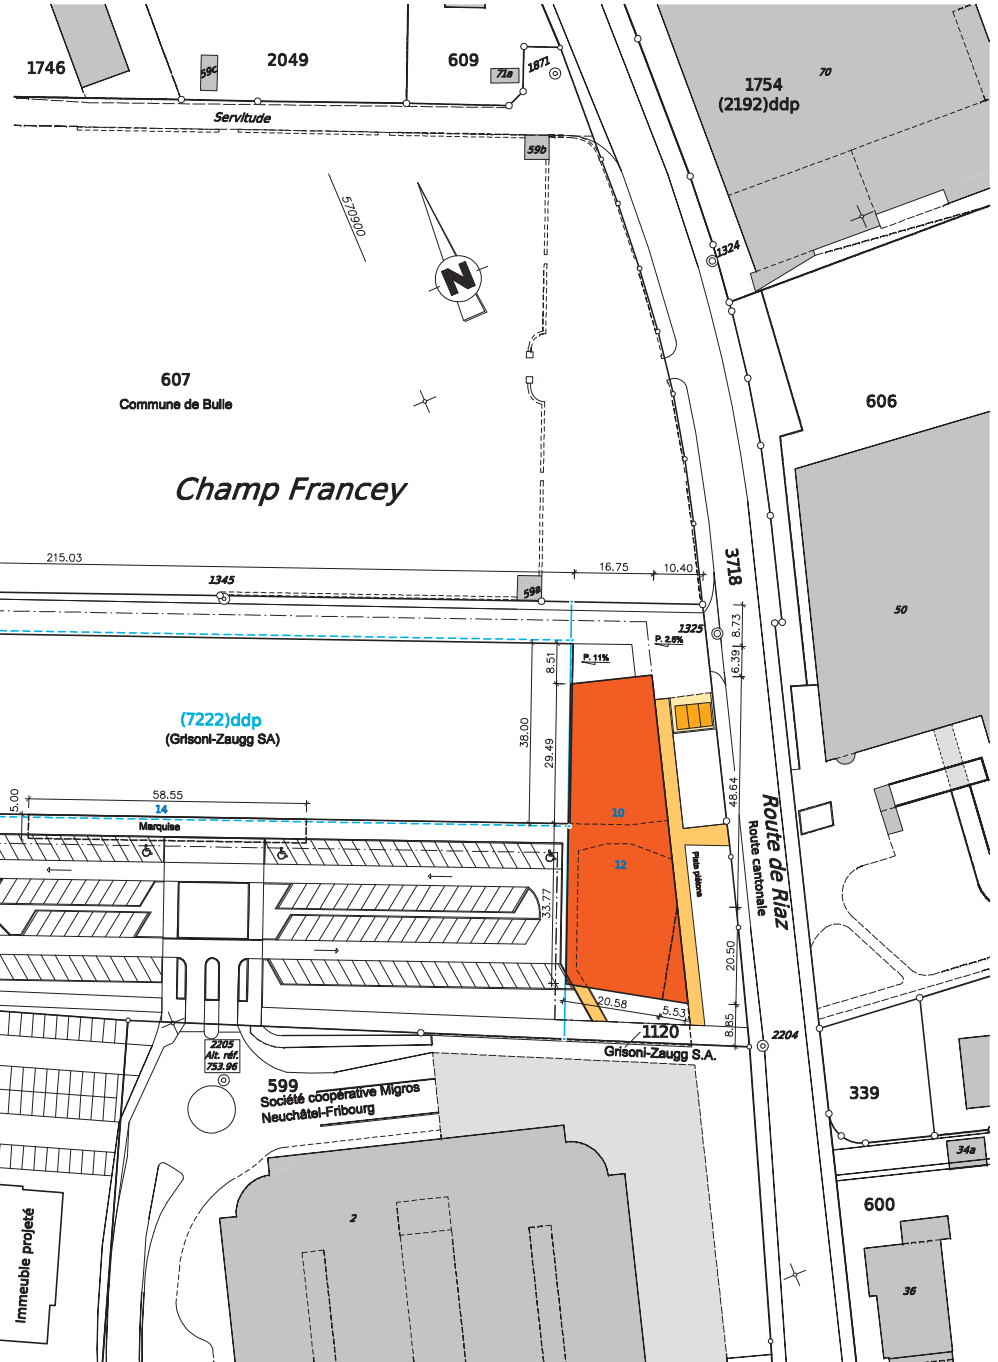 1746
59c
2049
609
71a
1871
1754
(2192)ddp
70
Servitude
59b
570900
1324
N
607
Commune de Bulle
606
Champ Francey
215.03
1345
16.75
10.40
3718
59a
50
1325
8.73
P. 2.6%
P. 11%
8.51
6.39
(7222)ddp
(Grisoni-Zaugg SA)
38.00
29.49
48.64
5.00
58.55
14
Marquise
10
12
Piste piétons
Route de Riaz
Route cantonale
33.77
20.50
20.58
5.53
8.85
1120
Grisoni-Zaugg S.A.
2204
2205
Alt. réf.
753.96
599
Société coopérative Migros
Neuchâtel-Fribourg
339
34a
600
2
36
Immeuble projeté